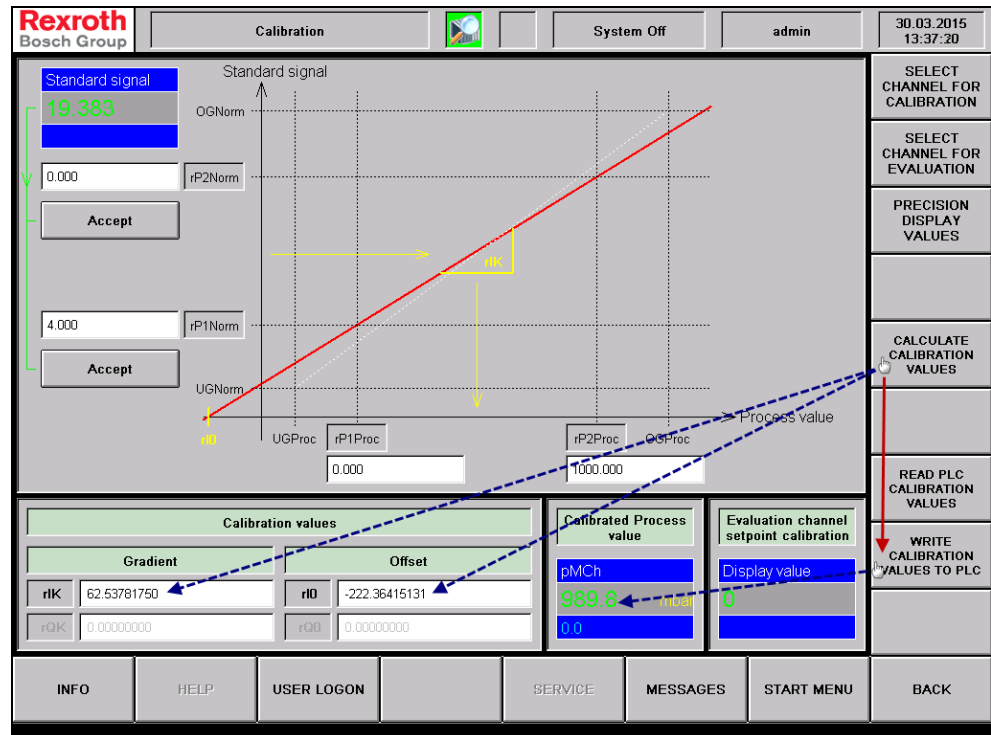 Rexroth
Bosch Group
Calibration
System Off
admin
30.03.2015
13:37:20
Standard signal
19.383
Standard signal
OGNorm
0.000
rP2Norm
Accept
rIK
4.000
rP1Norm
Accept
UGNorm
rI0
Process value
UGProc
rP1Proc
rP2Proc
OGProc
0.000
1000.000
SELECT
CHANNEL FOR
CALIBRATION
SELECT
CHANNEL FOR
EVALUATION
PRECISION
DISPLAY
VALUES
CALCULATE
CALIBRATION
VALUES
READ PLC
CALIBRATION
VALUES
WRITE
CALIBRATION
VALUES TO PLC
Calibration values
Gradient
Offset
rIK
62.53781750
rI0
-222.36415131
rQK
0.00000000
rQ0
0.00000000
Calibrated Process
value
pMCh
989.8 mbar
0.0
Evaluation channel
setpoint calibration
Display value
0
INFO
HELP
USER LOGON
SERVICE
MESSAGES
START MENU
BACK